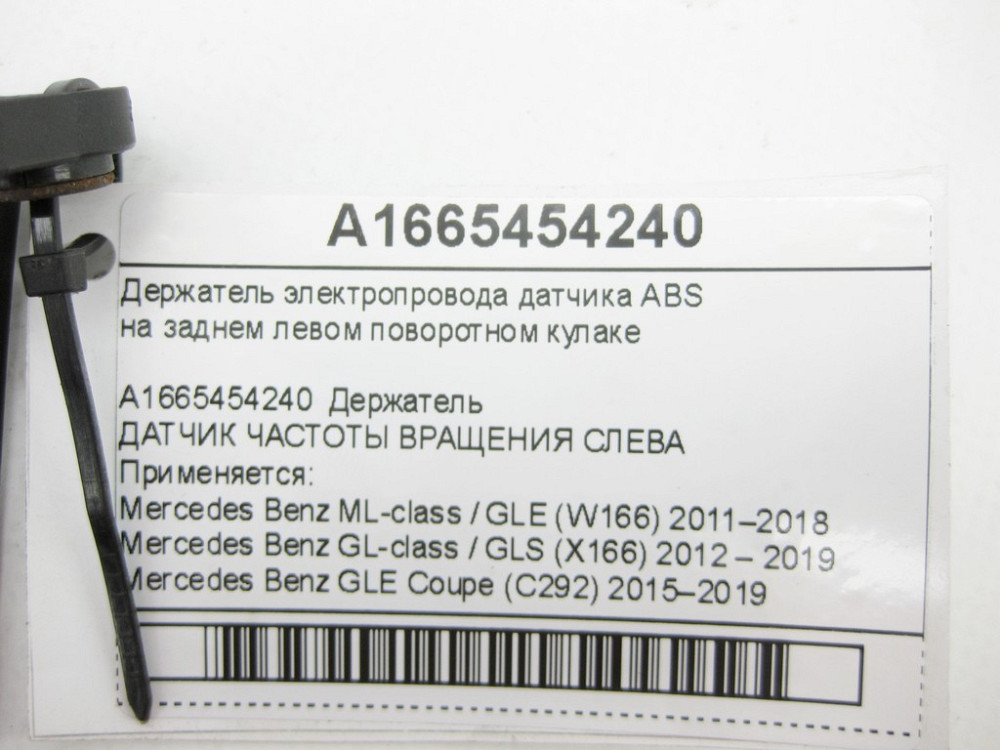 A1665454240
Держатель электропровода датчика ABS
на заднем левом поворотном кулаке
A1665454240 Держатель
ДАТЧИК ЧАСТОТЫ ВРАЩЕНИЯ СЛЕВА
Применяется:
Mercedes Benz ML-class / GLE (W166) 2011–2018
Mercedes Benz GL-class / GLS (X166) 2012 – 2019
Mercedes Benz GLE Coupe (C292) 2015–2019